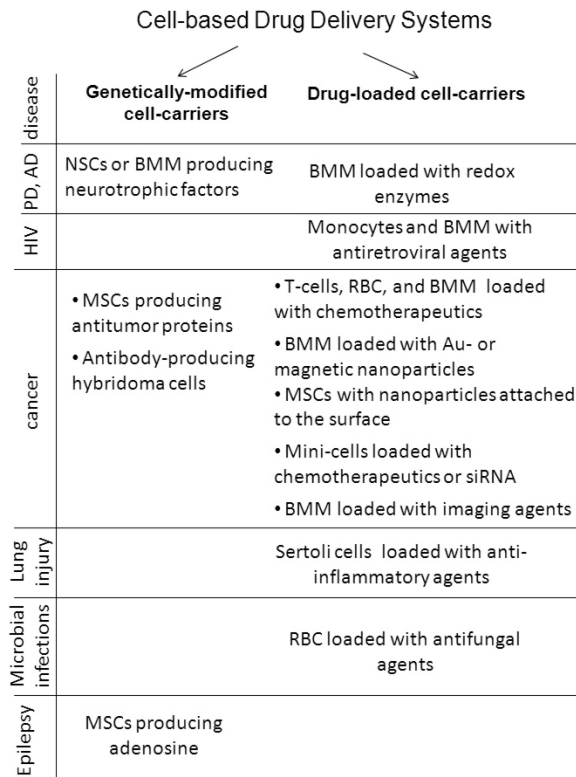 Cell-based Drug Delivery Systems
disease
Genetically-modified
cell-carriers
Drug-loaded cell-carriers
PD, AD
NSCs or BMM producing
neurotrophic factors
BMM loaded with redox
enzymes
HIV
Monocytes and BMM with
antiretroviral agents
cancer
• MSCs producing
antitumor proteins
• Antibody-producing
hybridoma cells
• T-cells, RBC, and BMM loaded
with chemotherapeutics
• BMM loaded with Au- or
magnetic nanoparticles
• MSCs with nanoparticles attached
to the surface
• Mini-cells loaded with
chemotherapeutics or siRNA
• BMM loaded with imaging agents
Lung
injury
Sertoli cells loaded with anti-
inflammatory agents
Microbial
infections
RBC loaded with antifungal
agents
Epilepsy
MSCs producing
adenosine